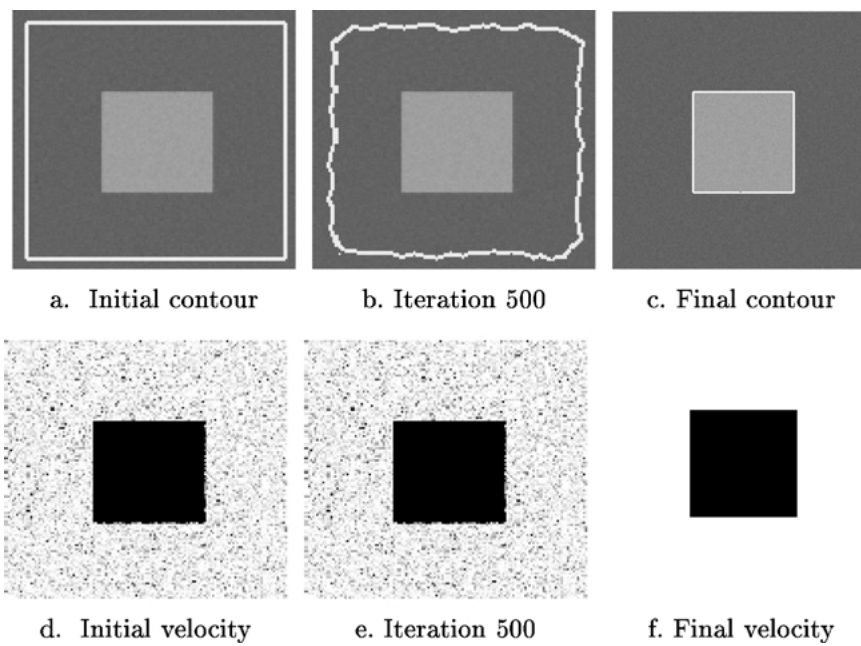 a. Initial contour
b. Iteration 500
c. Final contour
d. Initial velocity
e. Iteration 500
f. Final velocity